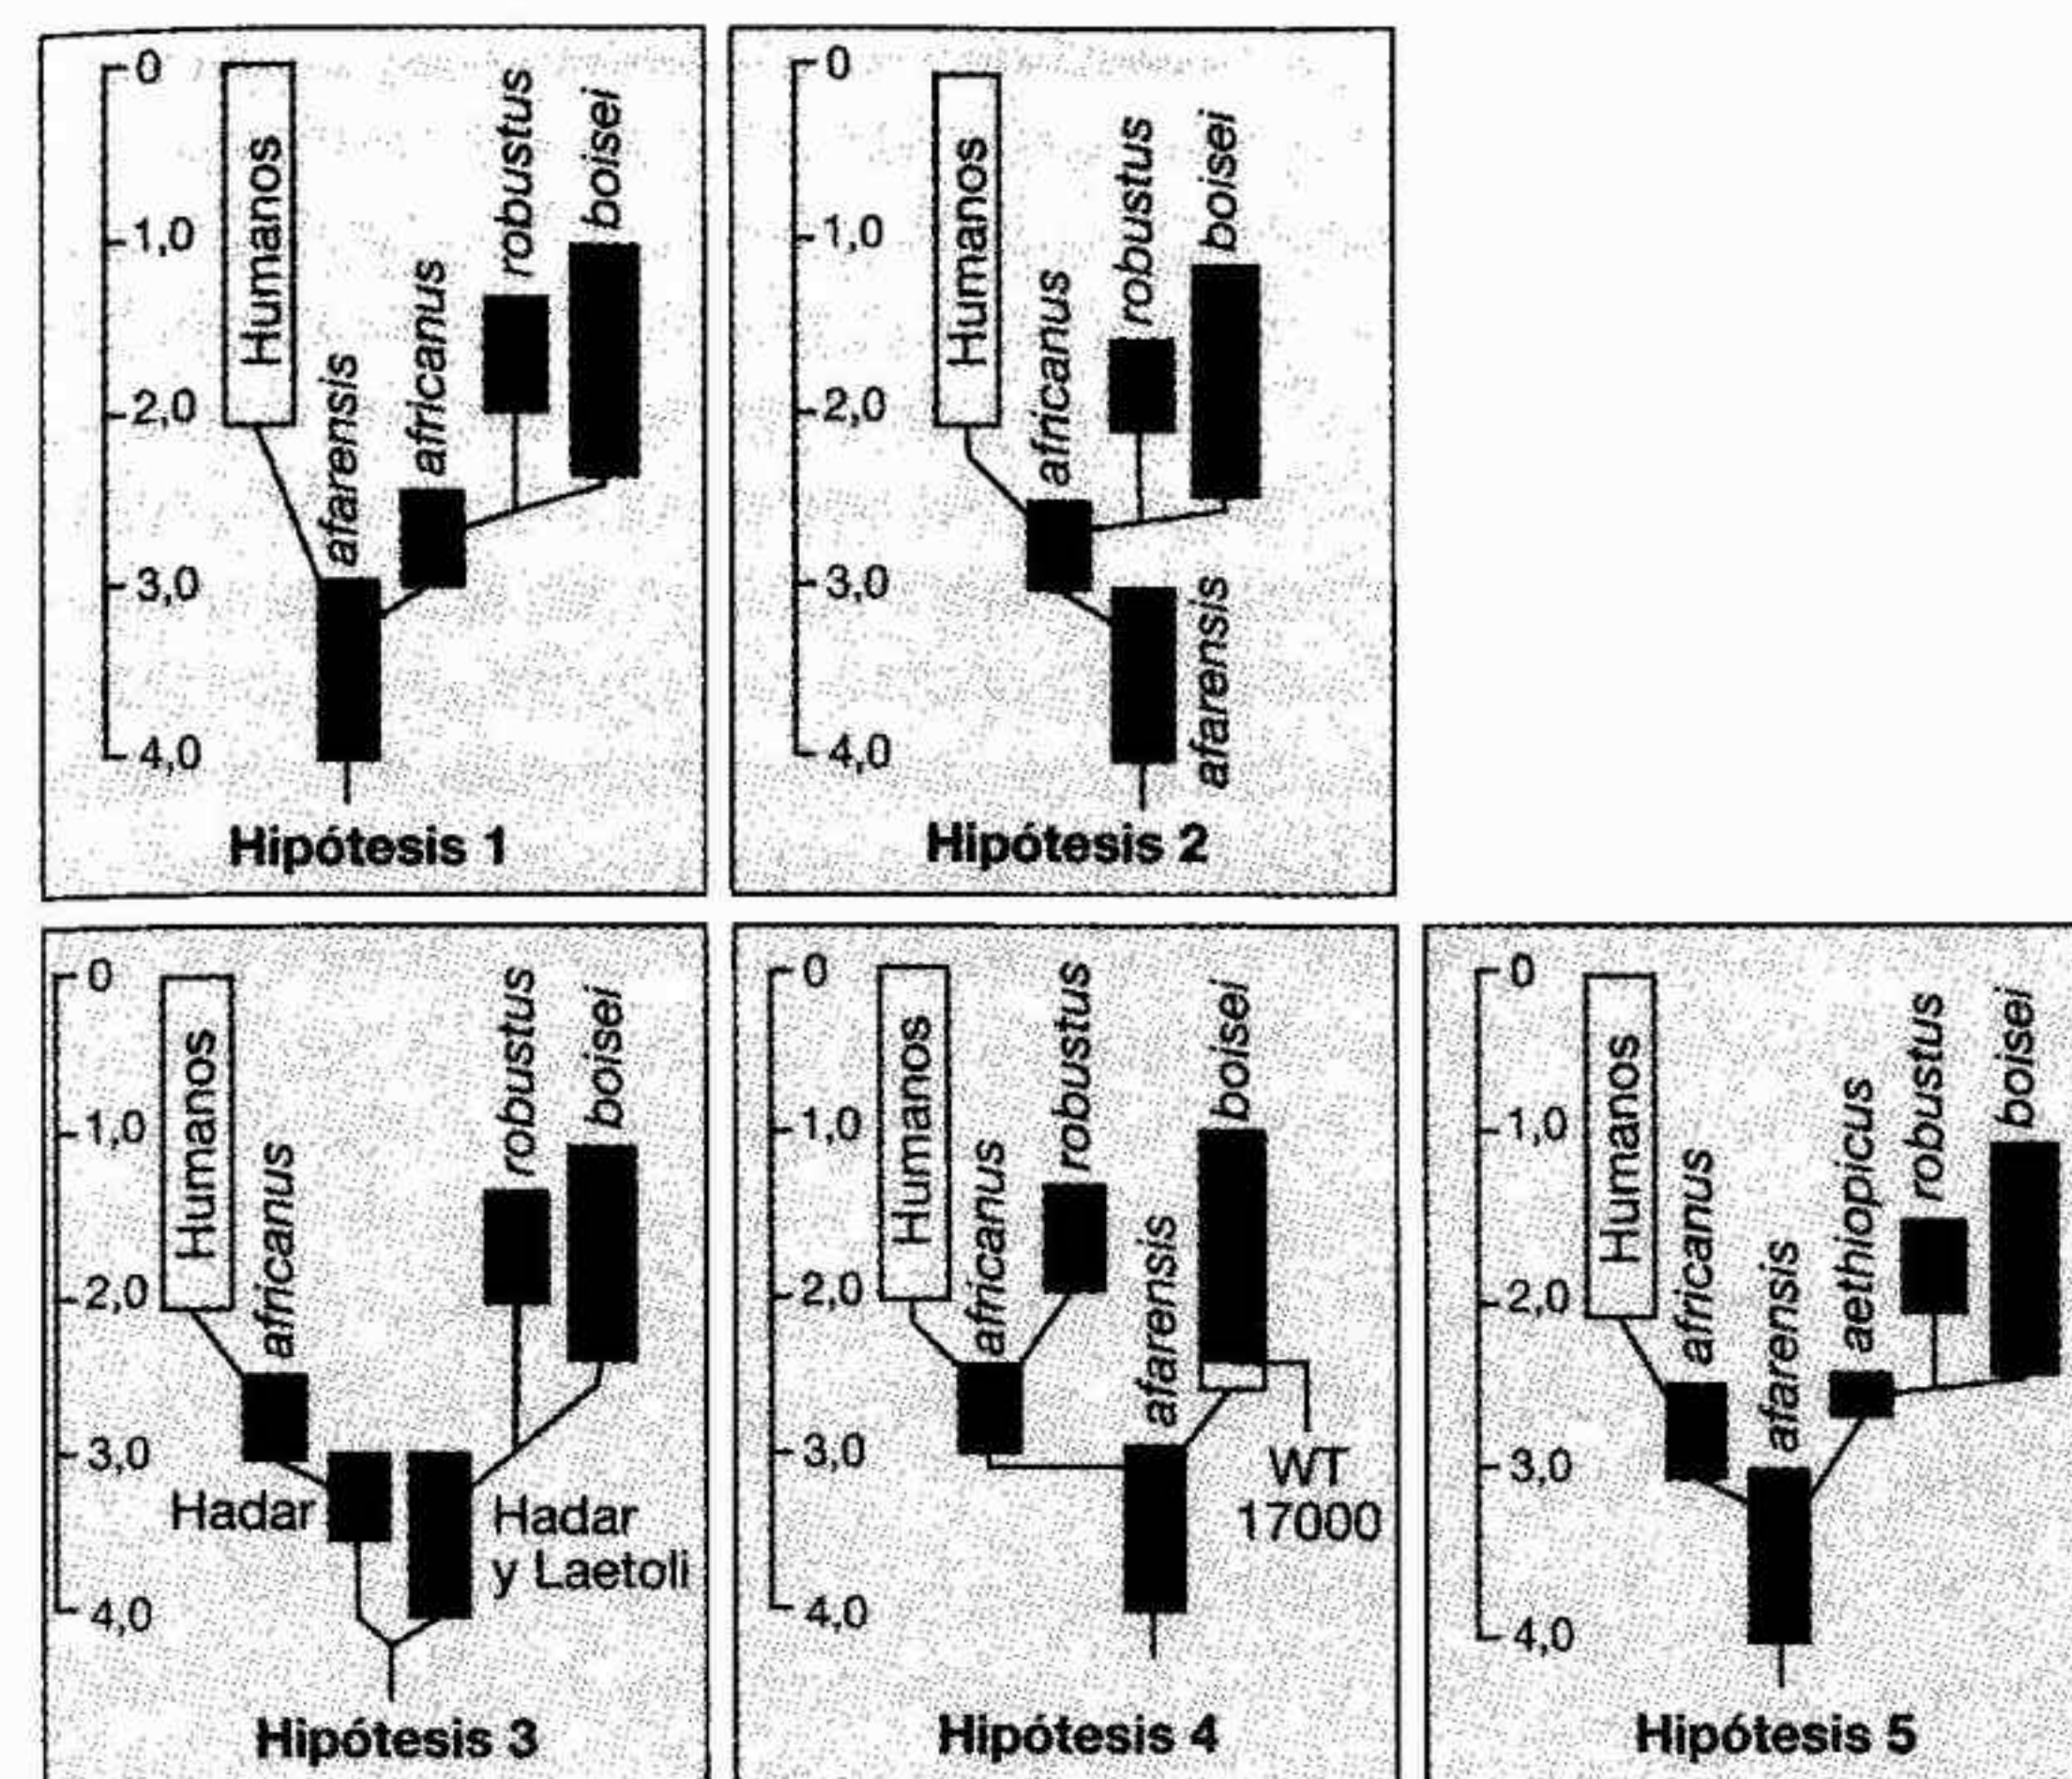 0
1,0
2,0
3,0
4,0
Humanos
afarensis
africanus
robustus
boisei
Hipótesis 1
0
1,0
2,0
3,0
4,0
Humanos
africanus
robustus
boisei
afarensis
Hipótesis 2
0
1,0
2,0
3,0
4,0
Humanos
africanus
robustus
boisei
Hadar
Hadar
y Laetoli
Hipótesis 3
0
1,0
2,0
3,0
4,0
Humanos
africanus
robustus
afarensis
boisei
WT
17000
Hipótesis 4
0
1,0
2,0
3,0
4,0
Humanos
africanus
afarensis
aethiopicus
robustus
boisei
Hipótesis 5